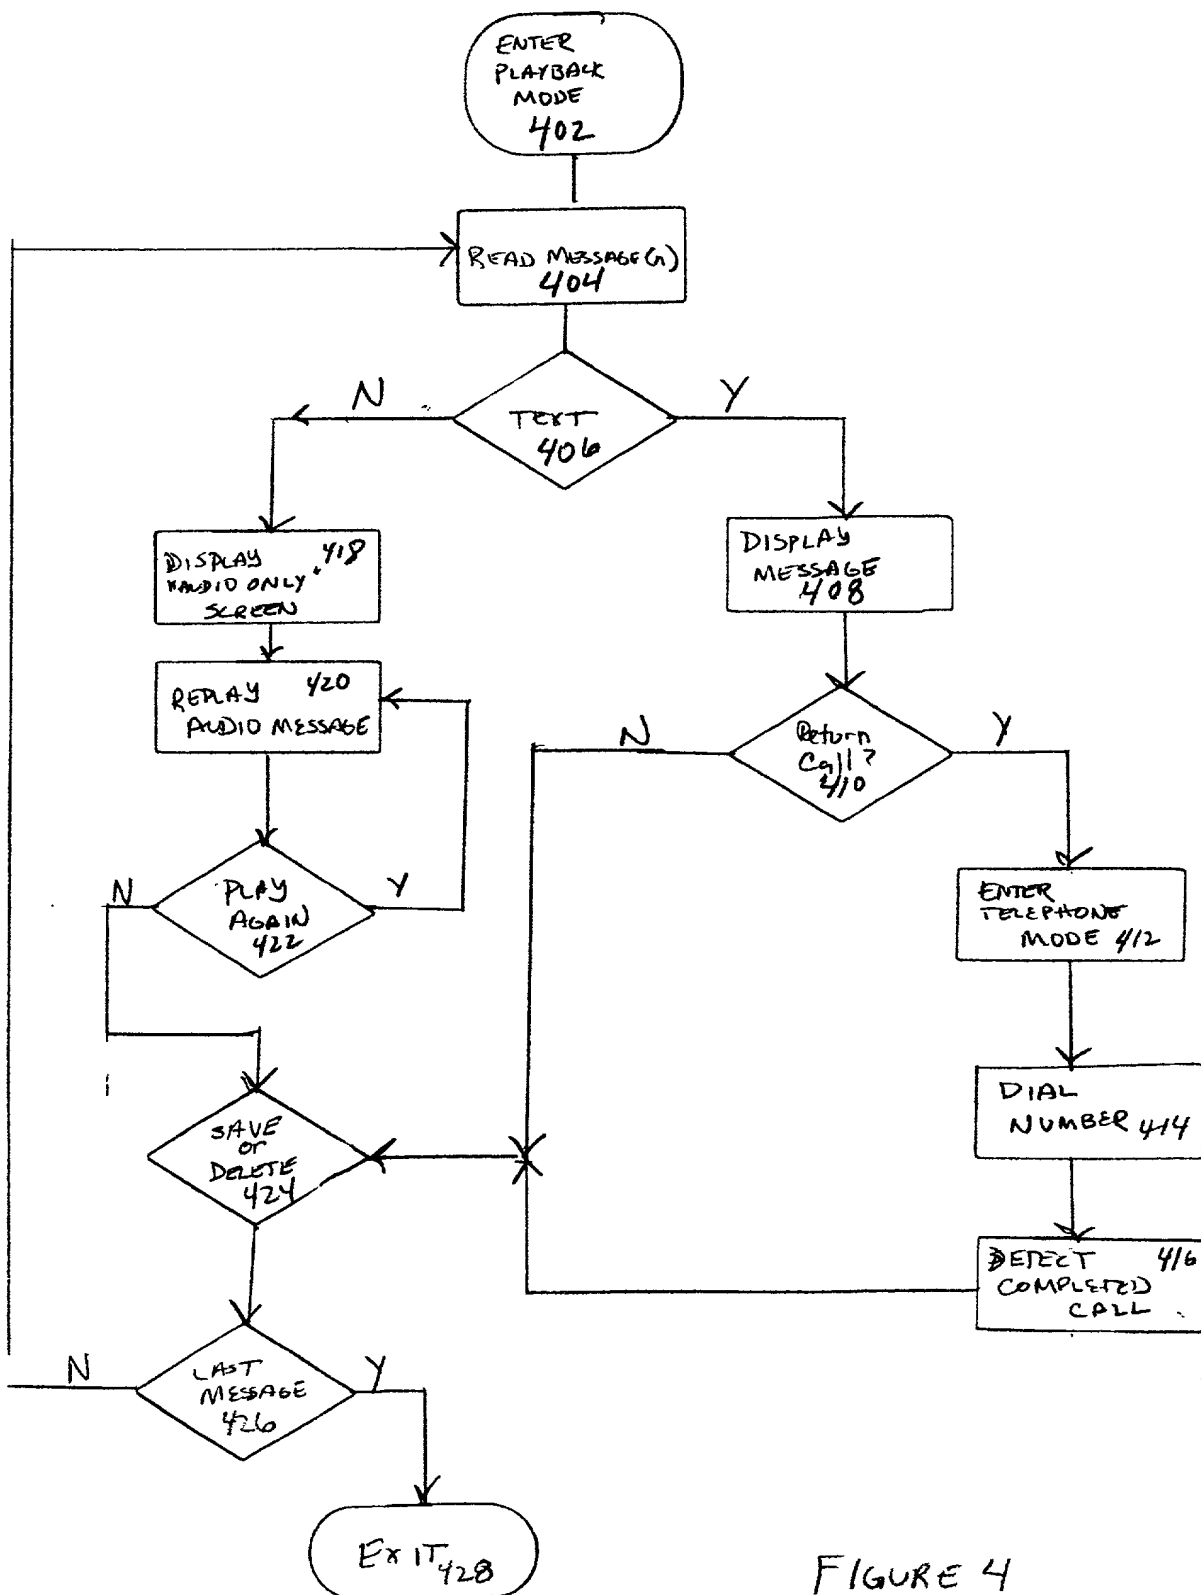 ENTER
PLAYBACK
MODE
402
READ MESSAGE(n)
404
N
Y
TEXT
406
DISPLAY 418
"AUDIO ONLY"
SCREEN
DISPLAY
MESSAGE
408
REPLAY 420
AUDIO MESSAGE
N
Return
Call?
410
Y
N
PLAY
AGAIN
422
Y
ENTER
TELEPHONE
MODE 412
DIAL
NUMBER 414
SAVE
or
DELETE
424
DETECT 416
COMPLETED
CALL
N
LAST
MESSAGE
426
Y
EXIT 428
FIGURE 4